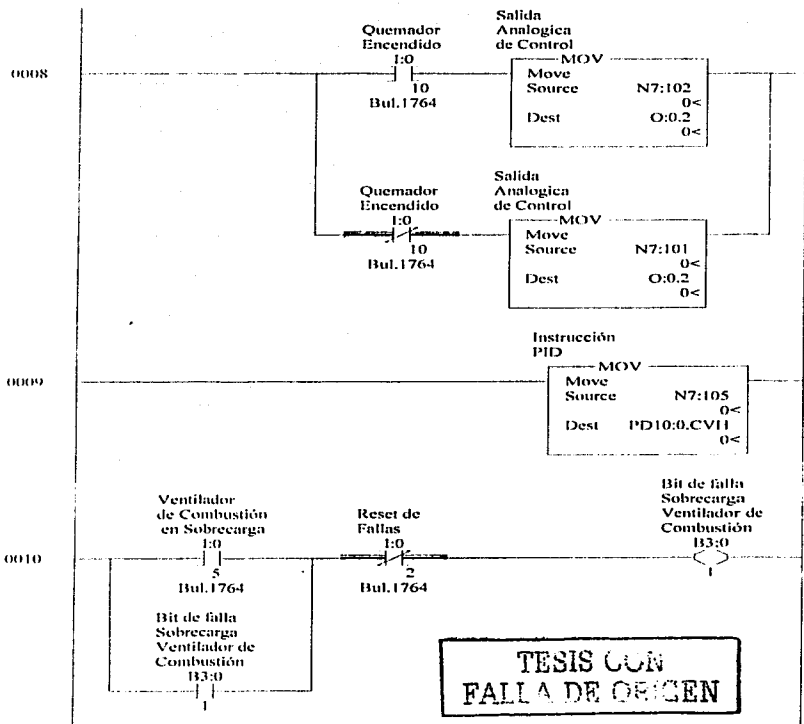 Quemador
Encendido
I:0
10
Bul.1764
Salida
Analogica
de Control
MOV
Move
Source N7:102
0<
Dest O:0.2
0<
0008
Quemador
Encendido
I:0
10
Bul.1764
Salida
Analogica
de Control
MOV
Move
Source N7:101
0<
Dest O:0.2
0<
Instrucción
PID
MOV
Move
Source N7:105
0<
Dest PD10:0.CVH
0<
0009
Ventilador
de Combustión
en Sobrecarga
I:0
5
Bul.1764
Reset de
Fallas
I:0
2
Bul.1764
Bit de falla
Sobrecarga
Ventilador de
Combustión
B3:0
1
0010
Bit de falla
Sobrecarga
Ventilador de
Combustión
B3:0
1
TESIS CON
FALLA DE ORIGEN